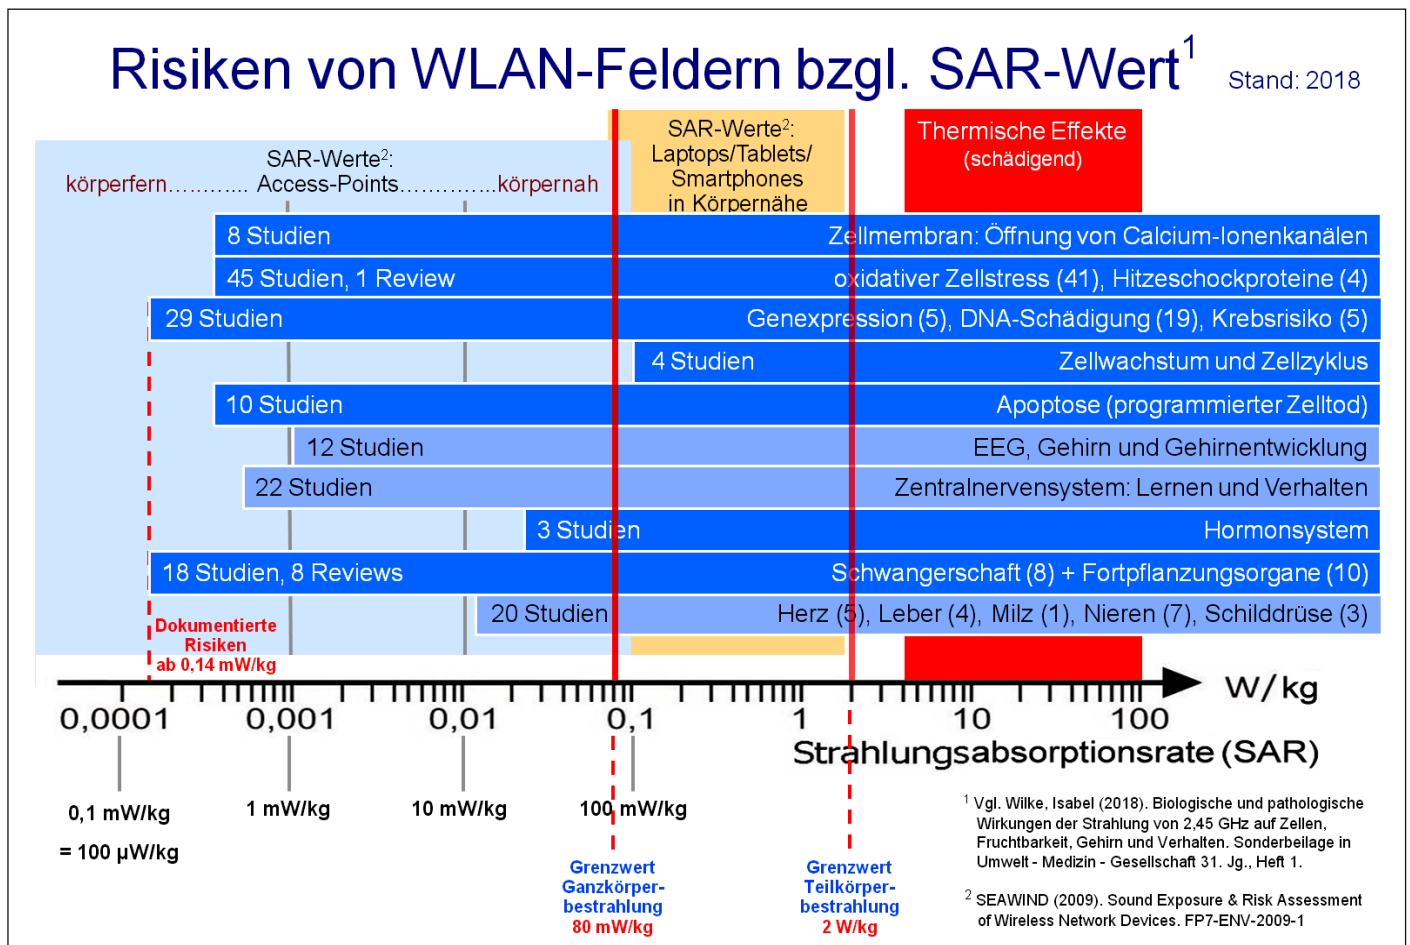 Risiken von WLAN-Feldern bzgl. SAR-Wert1
Stand: 2018
SAR-Werte2:
körperfern........... Access-Points..............körpernah
SAR-Werte2:
Laptops/Tablets/
Smartphones
in Körpernähe
Thermische Effekte
(schädigend)
8 Studien Zellmembran: Öffnung von Calcium-Ionenkanälen
45 Studien, 1 Review oxidativer Zellstress (41), Hitzeschockproteine (4)
29 Studien Genexpression (5), DNA-Schädigung (19), Krebsrisiko (5)
4 Studien Zellwachstum und Zellzyklus
10 Studien Apoptose (programmierter Zelltod)
12 Studien EEG, Gehirn und Gehirnentwicklung
22 Studien Zentralnervensystem: Lernen und Verhalten
3 Studien Hormonsystem
18 Studien, 8 Reviews Schwangerschaft (8) + Fortpflanzungsorgane (10)
20 Studien Herz (5), Leber (4), Milz (1), Nieren (7), Schilddrüse (3)
Dokumentierte
Risiken
ab 0,14 mW/kg
W/kg
0,0001 0,001 0,01 0,1 1 10 100
Strahlungsabsorptionsrate (SAR)
0,1 mW/kg 1 mW/kg 10 mW/kg 100 mW/kg
= 100 µW/kg
Grenzwert
Ganzkörper-
bestrahlung
80 mW/kg
Grenzwert
Teilkörper-
bestrahlung
2 W/kg
1 Vgl. Wilke, Isabel (2018). Biologische und pathologische
Wirkungen der Strahlung von 2,45 GHz auf Zellen,
Fruchtbarkeit, Gehirn und Verhalten. Sonderbeilage in
Umwelt - Medizin - Gesellschaft 31. Jg., Heft 1.
2 SEAWIND (2009). Sound Exposure & Risk Assessment
of Wireless Network Devices. FP7-ENV-2009-1